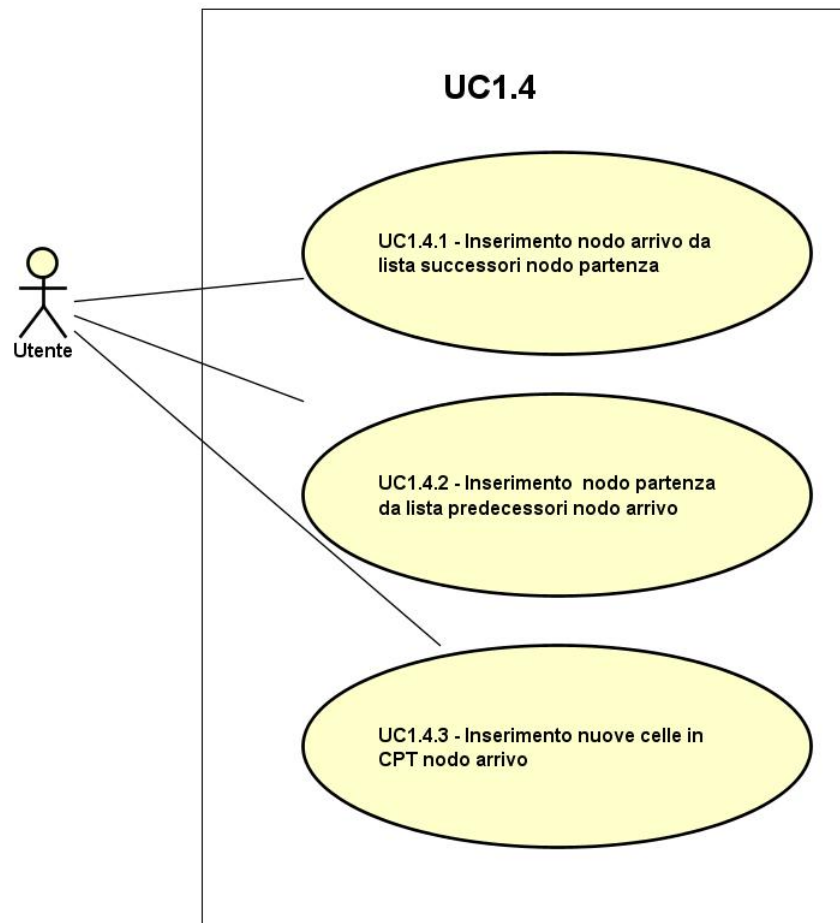 UC1.4
UC1.4.1 - Inserimento nodo arrivo da
lista successori nodo partenza
Utente
UC1.4.2 - Inserimento  nodo partenza
da lista predecessori nodo arrivo
UC1.4.3 - Inserimento nuove celle in
CPT nodo arrivo